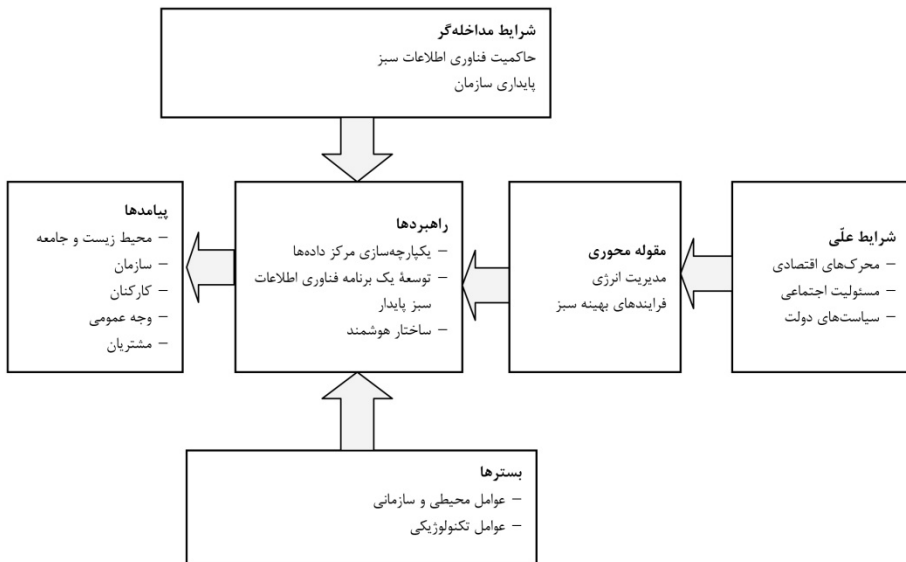 شرایط مداخله‌گر
حاکمیت فناوری اطلاعات سبز
پایداری سازمان
شرایط علّی
– محرک‌های اقتصادی
– مسئولیت اجتماعی
– سیاست‌های دولت
مقوله محوری
مدیریت انرژی
فرایندهای بهینه سبز
راهبردها
– یکپارچه‌سازی مرکز داده‌ها
– توسعهٔ یک برنامه فناوری اطلاعات
سبز پایدار
– ساختار هوشمند
پیامدها
– محیط زیست و جامعه
– سازمان
– کارکنان
– وجه عمومی
– مشتریان
بسترها
– عوامل محیطی و سازمانی
– عوامل تکنولوژیکی